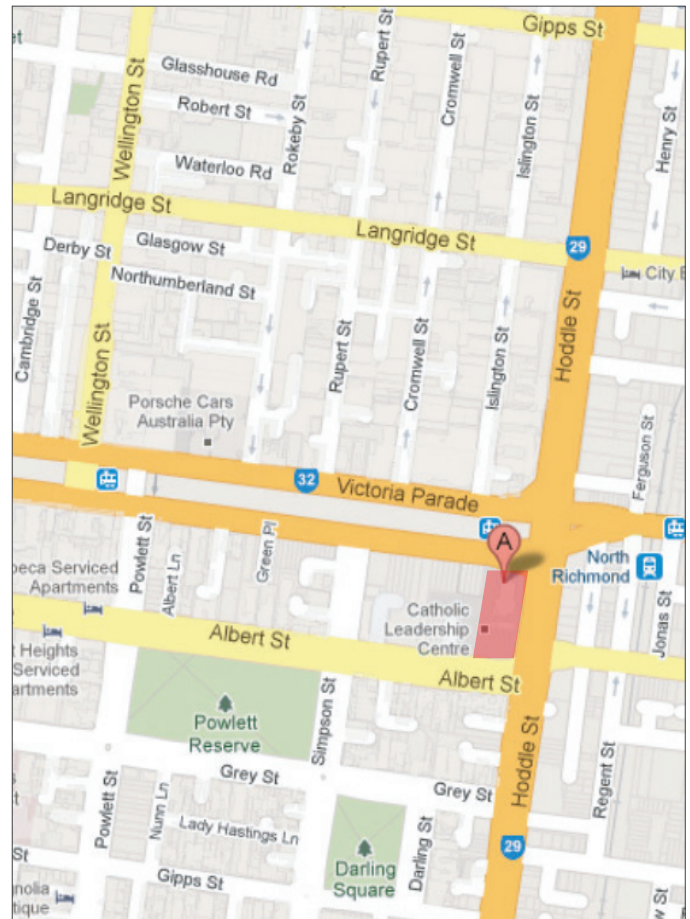 Gipps St
Glasshouse Rd
Robert St
Wellington St
Rokeby St
Rupert St
Cromwell St
Islington St
Henry St
Waterloo Rd
Langridge St
Langridge St
Derby St
Glasgow St
29
City
Northumberland St
Cambridge St
Wellington St
Rupert St
Cromwell St
Islington St
Hoddle St
Porsche Cars
Australia Pty
Ferguson St
32
Victoria Parade
A
North
Richmond
Powlett St
Albert Ln
Green Pl
Serviced
Apartments
Catholic
Leadership
Centre
Jonas St
Albert St
Albert St
Heights
Serviced
Powlett
Reserve
Simpson St
Hoddle St
Regent St
Grey St
Grey St
Powlett St
Nunn Ln
Lady Hastings Ln
Darling St
29
Darling
Square
St
Gipps St